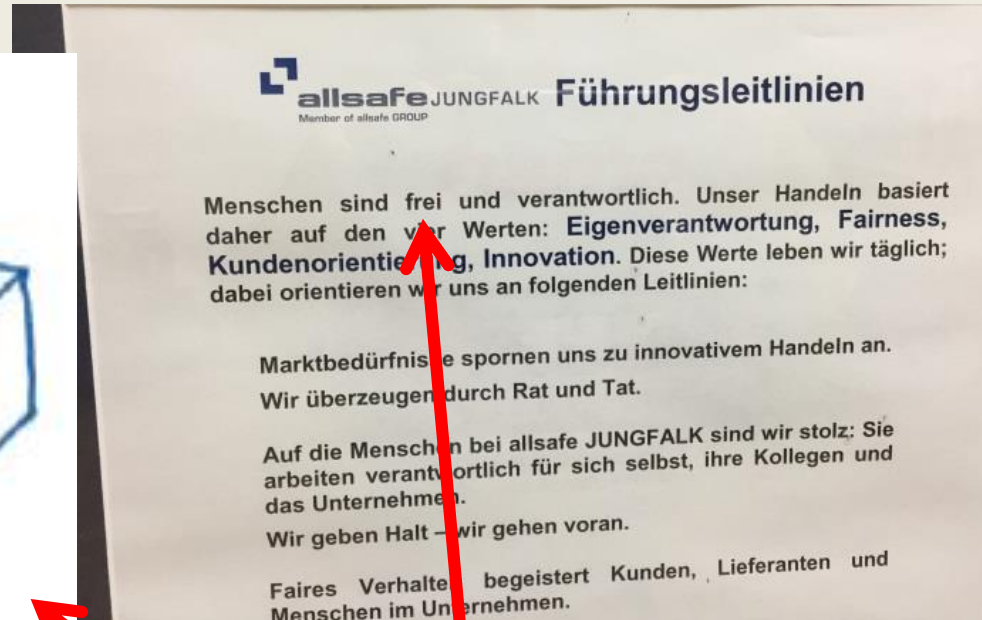 allsafe JUNGFALK Führungsleitlinien
Member of allsafe GROUP
Menschen sind frei und verantwortlich. Unser Handeln basiert
daher auf den vier Werten: Eigenverantwortung, Fairness,
Kundenorientierung, Innovation. Diese Werte leben wir täglich;
dabei orientieren wir uns an folgenden Leitlinien:
Marktbedürfnisse spornen uns zu innovativem Handeln an.
Wir überzeugen durch Rat und Tat.
Auf die Menschen bei allsafe JUNGFALK sind wir stolz: Sie
arbeiten verantwortlich für sich selbst, ihre Kollegen und
das Unternehmen.
Wir geben Halt – wir gehen voran.
Faires Verhalten begeistert Kunden, Lieferanten und
Menschen im Unternehmen.